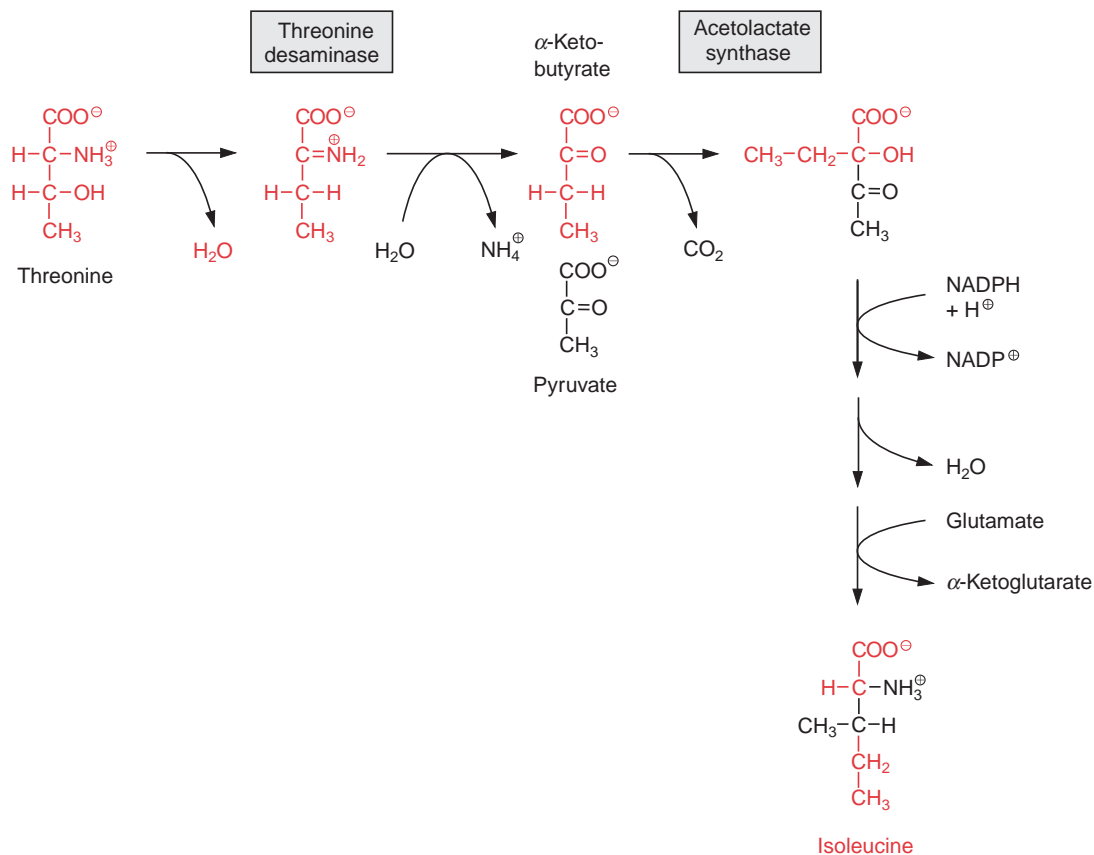 Threonine
desaminase
α-Keto-
butyrate
Acetolactate
synthase
COO⊖
H–C–NH₃⊕
H–C–OH
CH₃
Threonine
H₂O
COO⊖
C=NH₂⊕
H–C–H
CH₃
H₂O
NH₄⊕
COO⊖
C=O
H–C–H
CH₃
COO⊖
C=O
CH₃
Pyruvate
CO₂
COO⊖
CH₃–CH₂–C–OH
C=O
CH₃
NADPH
+ H⊕
NADP⊕
H₂O
Glutamate
α-Ketoglutarate
COO⊖
H–C–NH₃⊕
CH₃–C–H
CH₂
CH₃
Isoleucine